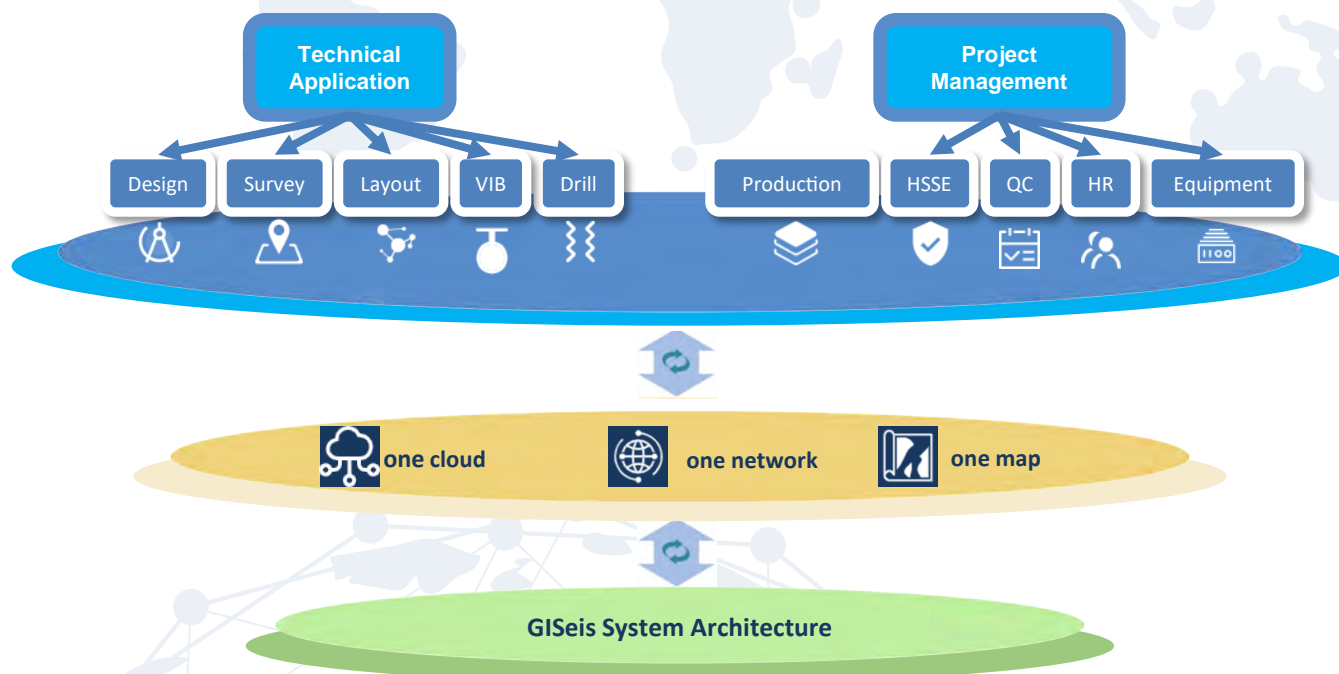 Technical
Application
Project
Management
Design
Survey
Layout
VIB
Drill
Production
HSSE
QC
HR
Equipment
1100
one cloud
one network
one map
GISeis System Architecture